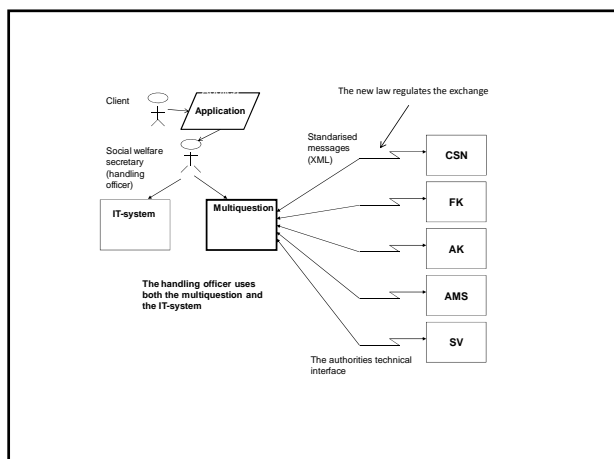 The new law regulates the exchange
Client
Application
Standarised
messages
(XML)
CSN
Social welfare
secretary
(handling
officer)
FK
IT-system
Multiquestion
AK
The handling officer uses
both the multiquestion and
the IT-system
AMS
SV
The authorities technical
interface